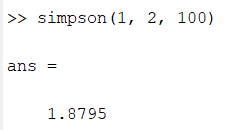 >> simpson(1, 2, 100)
ans =
1.8795